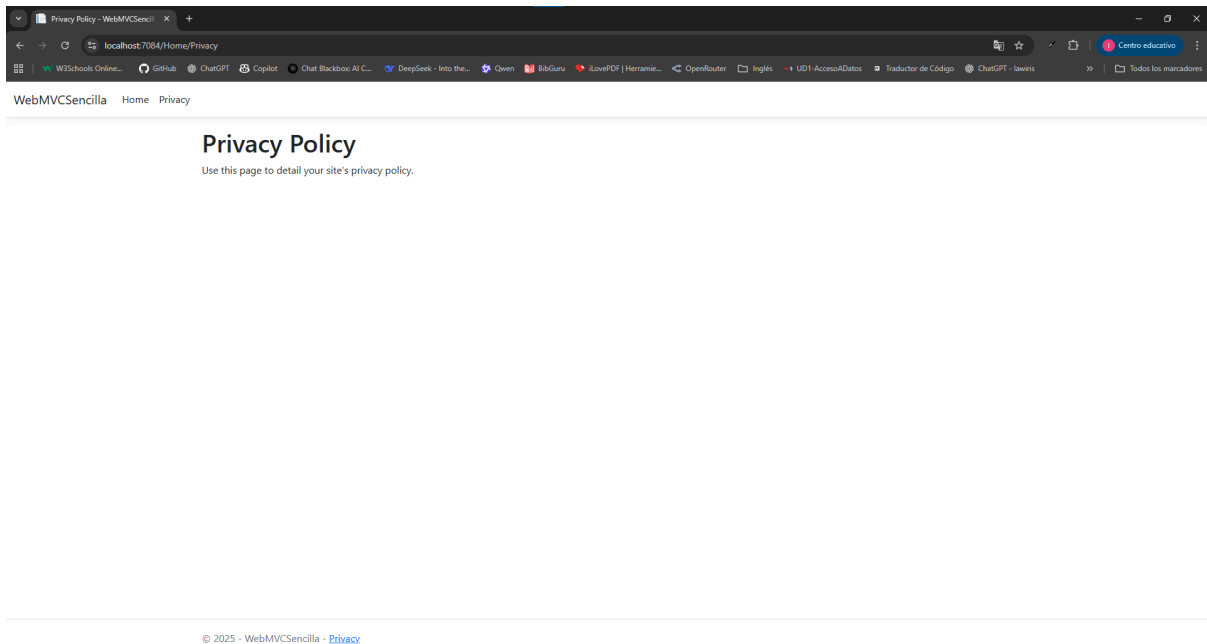 Privacy Policy - WebMVCSencill
localhost:7084/Home/Privacy
Centro educativo
W3Schools Online... GitHub ChatGPT Copilot Chat Blackbox: AI C... DeepSeek - Into the... Qwen BibGuru iLovePDF | Herramie... OpenRouter Inglés UD1-AccesoADatos Traductor de Código ChatGPT - lawiris » Todos los marcadores
WebMVCSencilla Home Privacy
Privacy Policy
Use this page to detail your site's privacy policy.
© 2025 - WebMVCSencilla - Privacy